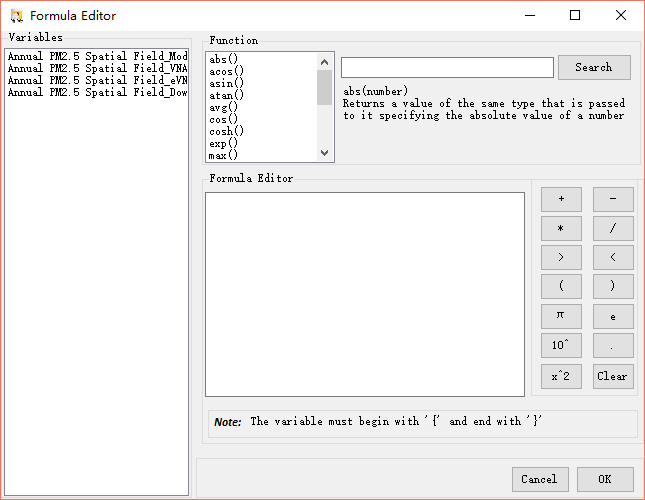 Formula Editor
Variables
Annual PM2.5 Spatial Field_Mod
Annual PM2.5 Spatial Field_VNA
Annual PM2.5 Spatial Field_eVN
Annual PM2.5 Spatial Field_Dow
Function
abs()
acos()
asin()
atan()
avg()
cos()
cosh()
exp()
max()
Search
abs(number)
Returns a value of the same type that is passed
to it specifying the absolute value of a number
Formula Editor
+ -
* /
> <
( )
π e
10^ .
x^2 Clear
Note: The variable must begin with '{' and end with '}'
Cancel OK